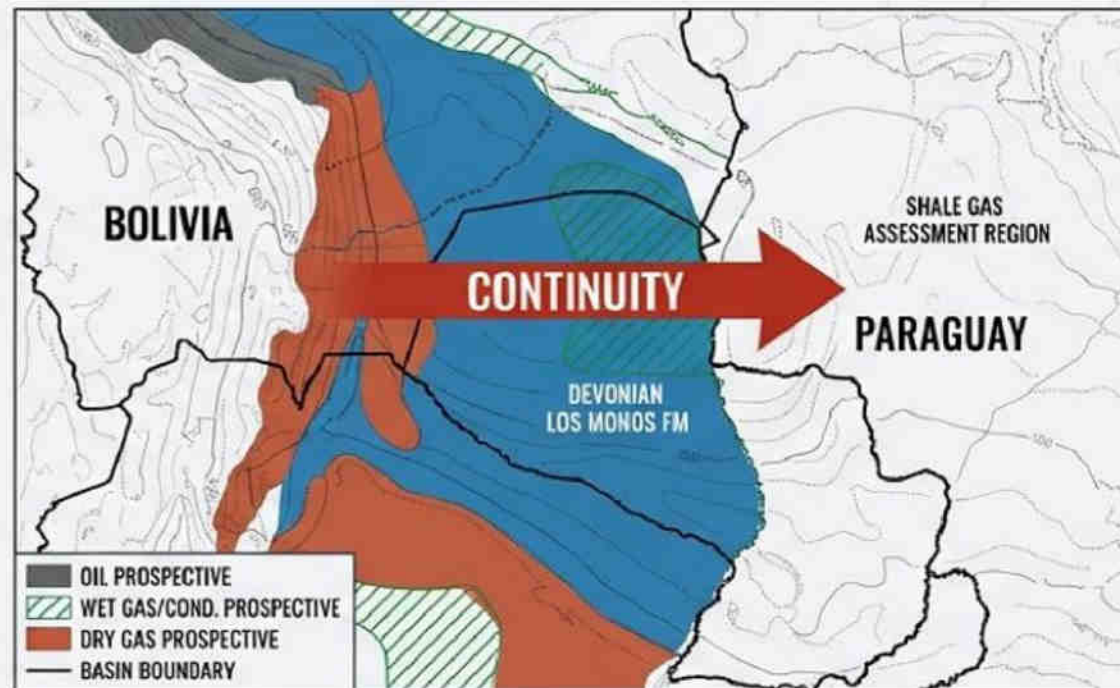 BOLIVIA
SHALE GAS
ASSESSMENT REGION
CONTINUITY
PARAGUAY
DEVONIAN
LOS MONOS FM
OIL PROSPECTIVE
WET GAS/COND. PROSPECTIVE
DRY GAS PROSPECTIVE
BASIN BOUNDARY